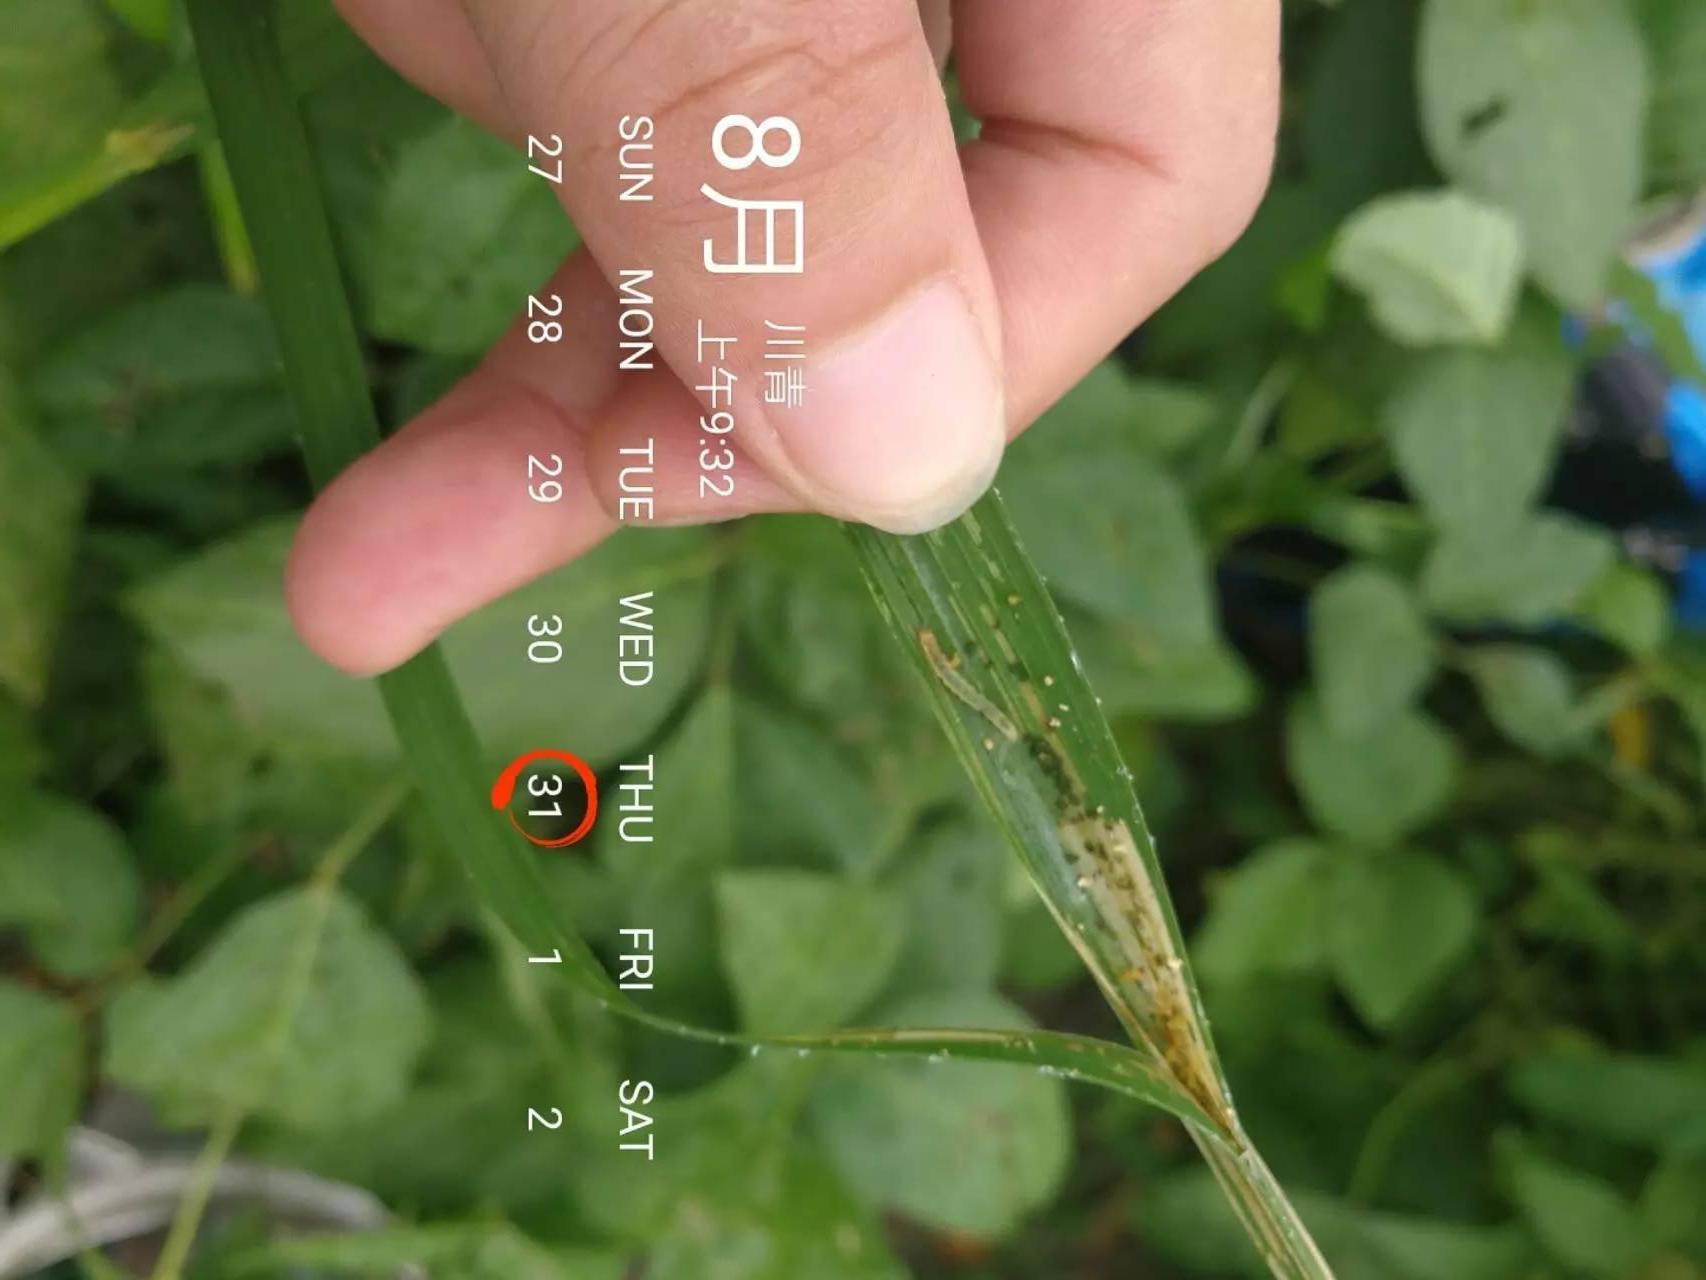 8月
川青
上午9:32
SUN MON TUE WED THU FRI SAT
27 28 29 30 31 1 2